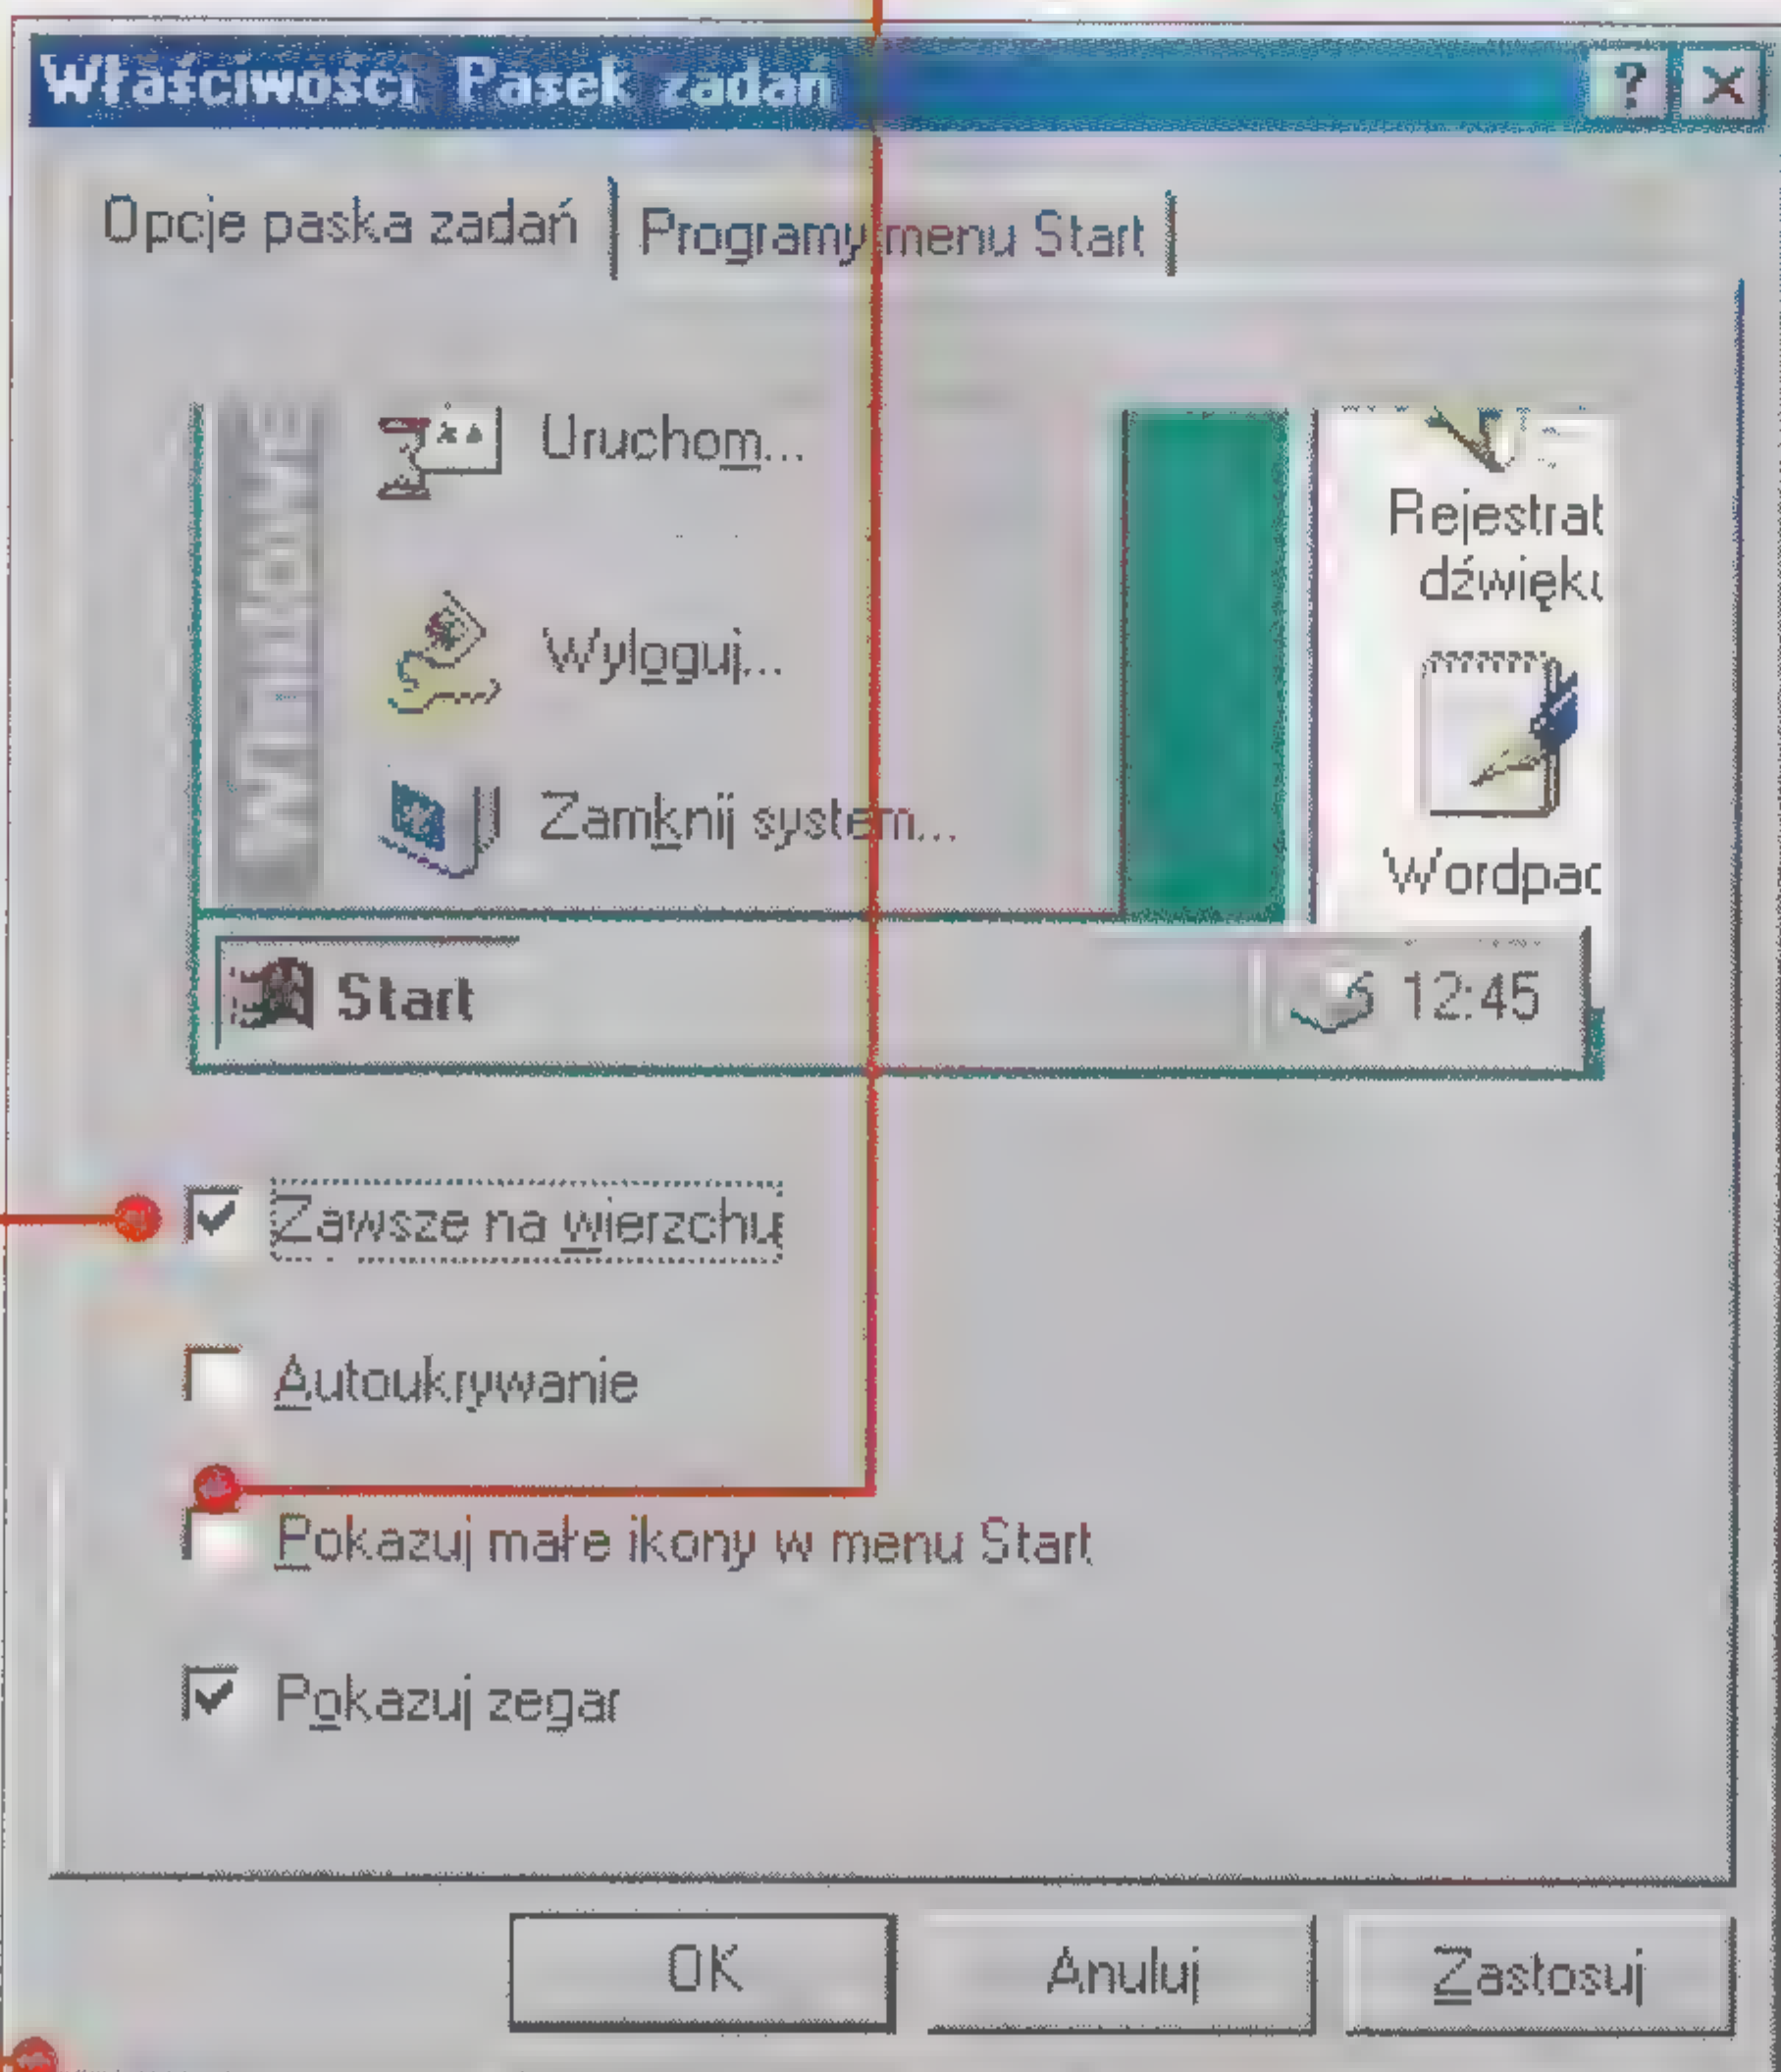 Właściwości Pasek zadań
Opcje paska zadań
Programy menu Start
Uruchom...
Wyloguj...
Zamknij system...
Rejestrat
dźwięku
Wordpad
Start
12:45
Zawsze na wierzchu
Autoukrywanie
Pokazuj małe ikony w menu Start
Pokazuj zegar
OK
Anuluj
Zastosuj